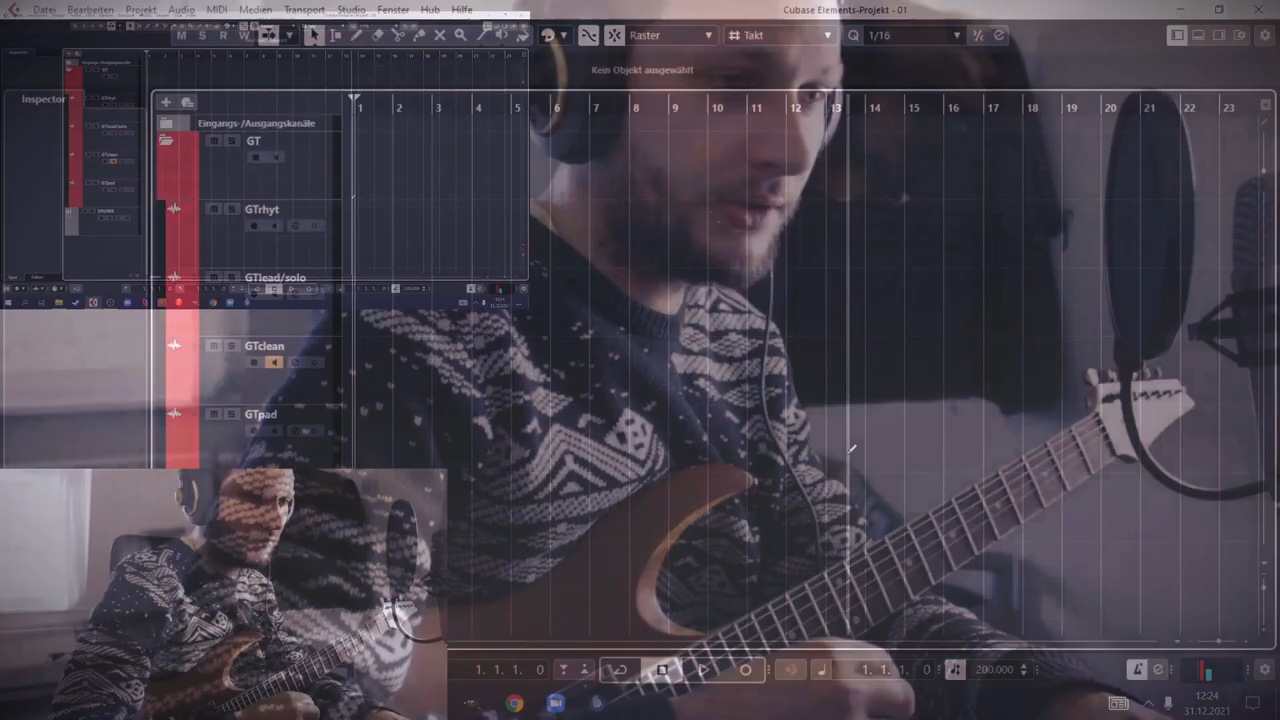 Datei Bearbeiten Projekt Audio MIDI Medien Transport Studio Fenster Hub Hilfe
Cubase Elements-Projekt - 01
M S R W
Raster
Takt
Q 1/16
Kein Objekt ausgewählt
Inspector
1 2 3 4 5 6 7 8 9 10 11 12 13 14 15 16 17 18 19 20 21 22 23
Eingangs-/Ausgangskanäle
GT
GTrhyt
GTlead/solo
GTclean
GTpad
1. 1. 1. 0
1. 1. 1. 0
200.000
12:24
31.12.2021